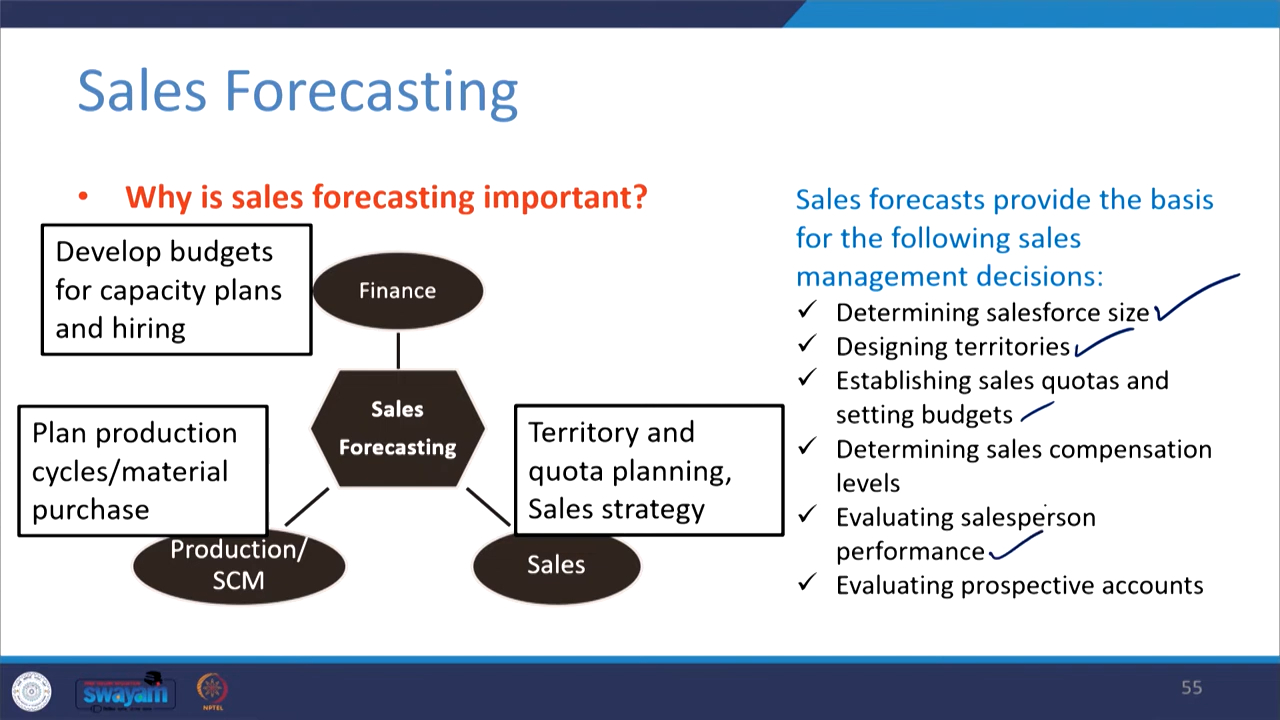 Sales Forecasting
• Why is sales forecasting important?
Develop budgets
for capacity plans
and hiring
Finance
Sales
Forecasting
Plan production
cycles/material
purchase
Production/
SCM
Territory and
quota planning,
Sales strategy
Sales
Sales forecasts provide the basis
for the following sales
management decisions:
✓ Determining salesforce size
✓ Designing territories
✓ Establishing sales quotas and
setting budgets
✓ Determining sales compensation
levels
✓ Evaluating salesperson
performance
✓ Evaluating prospective accounts
swayam
NPTEL
55